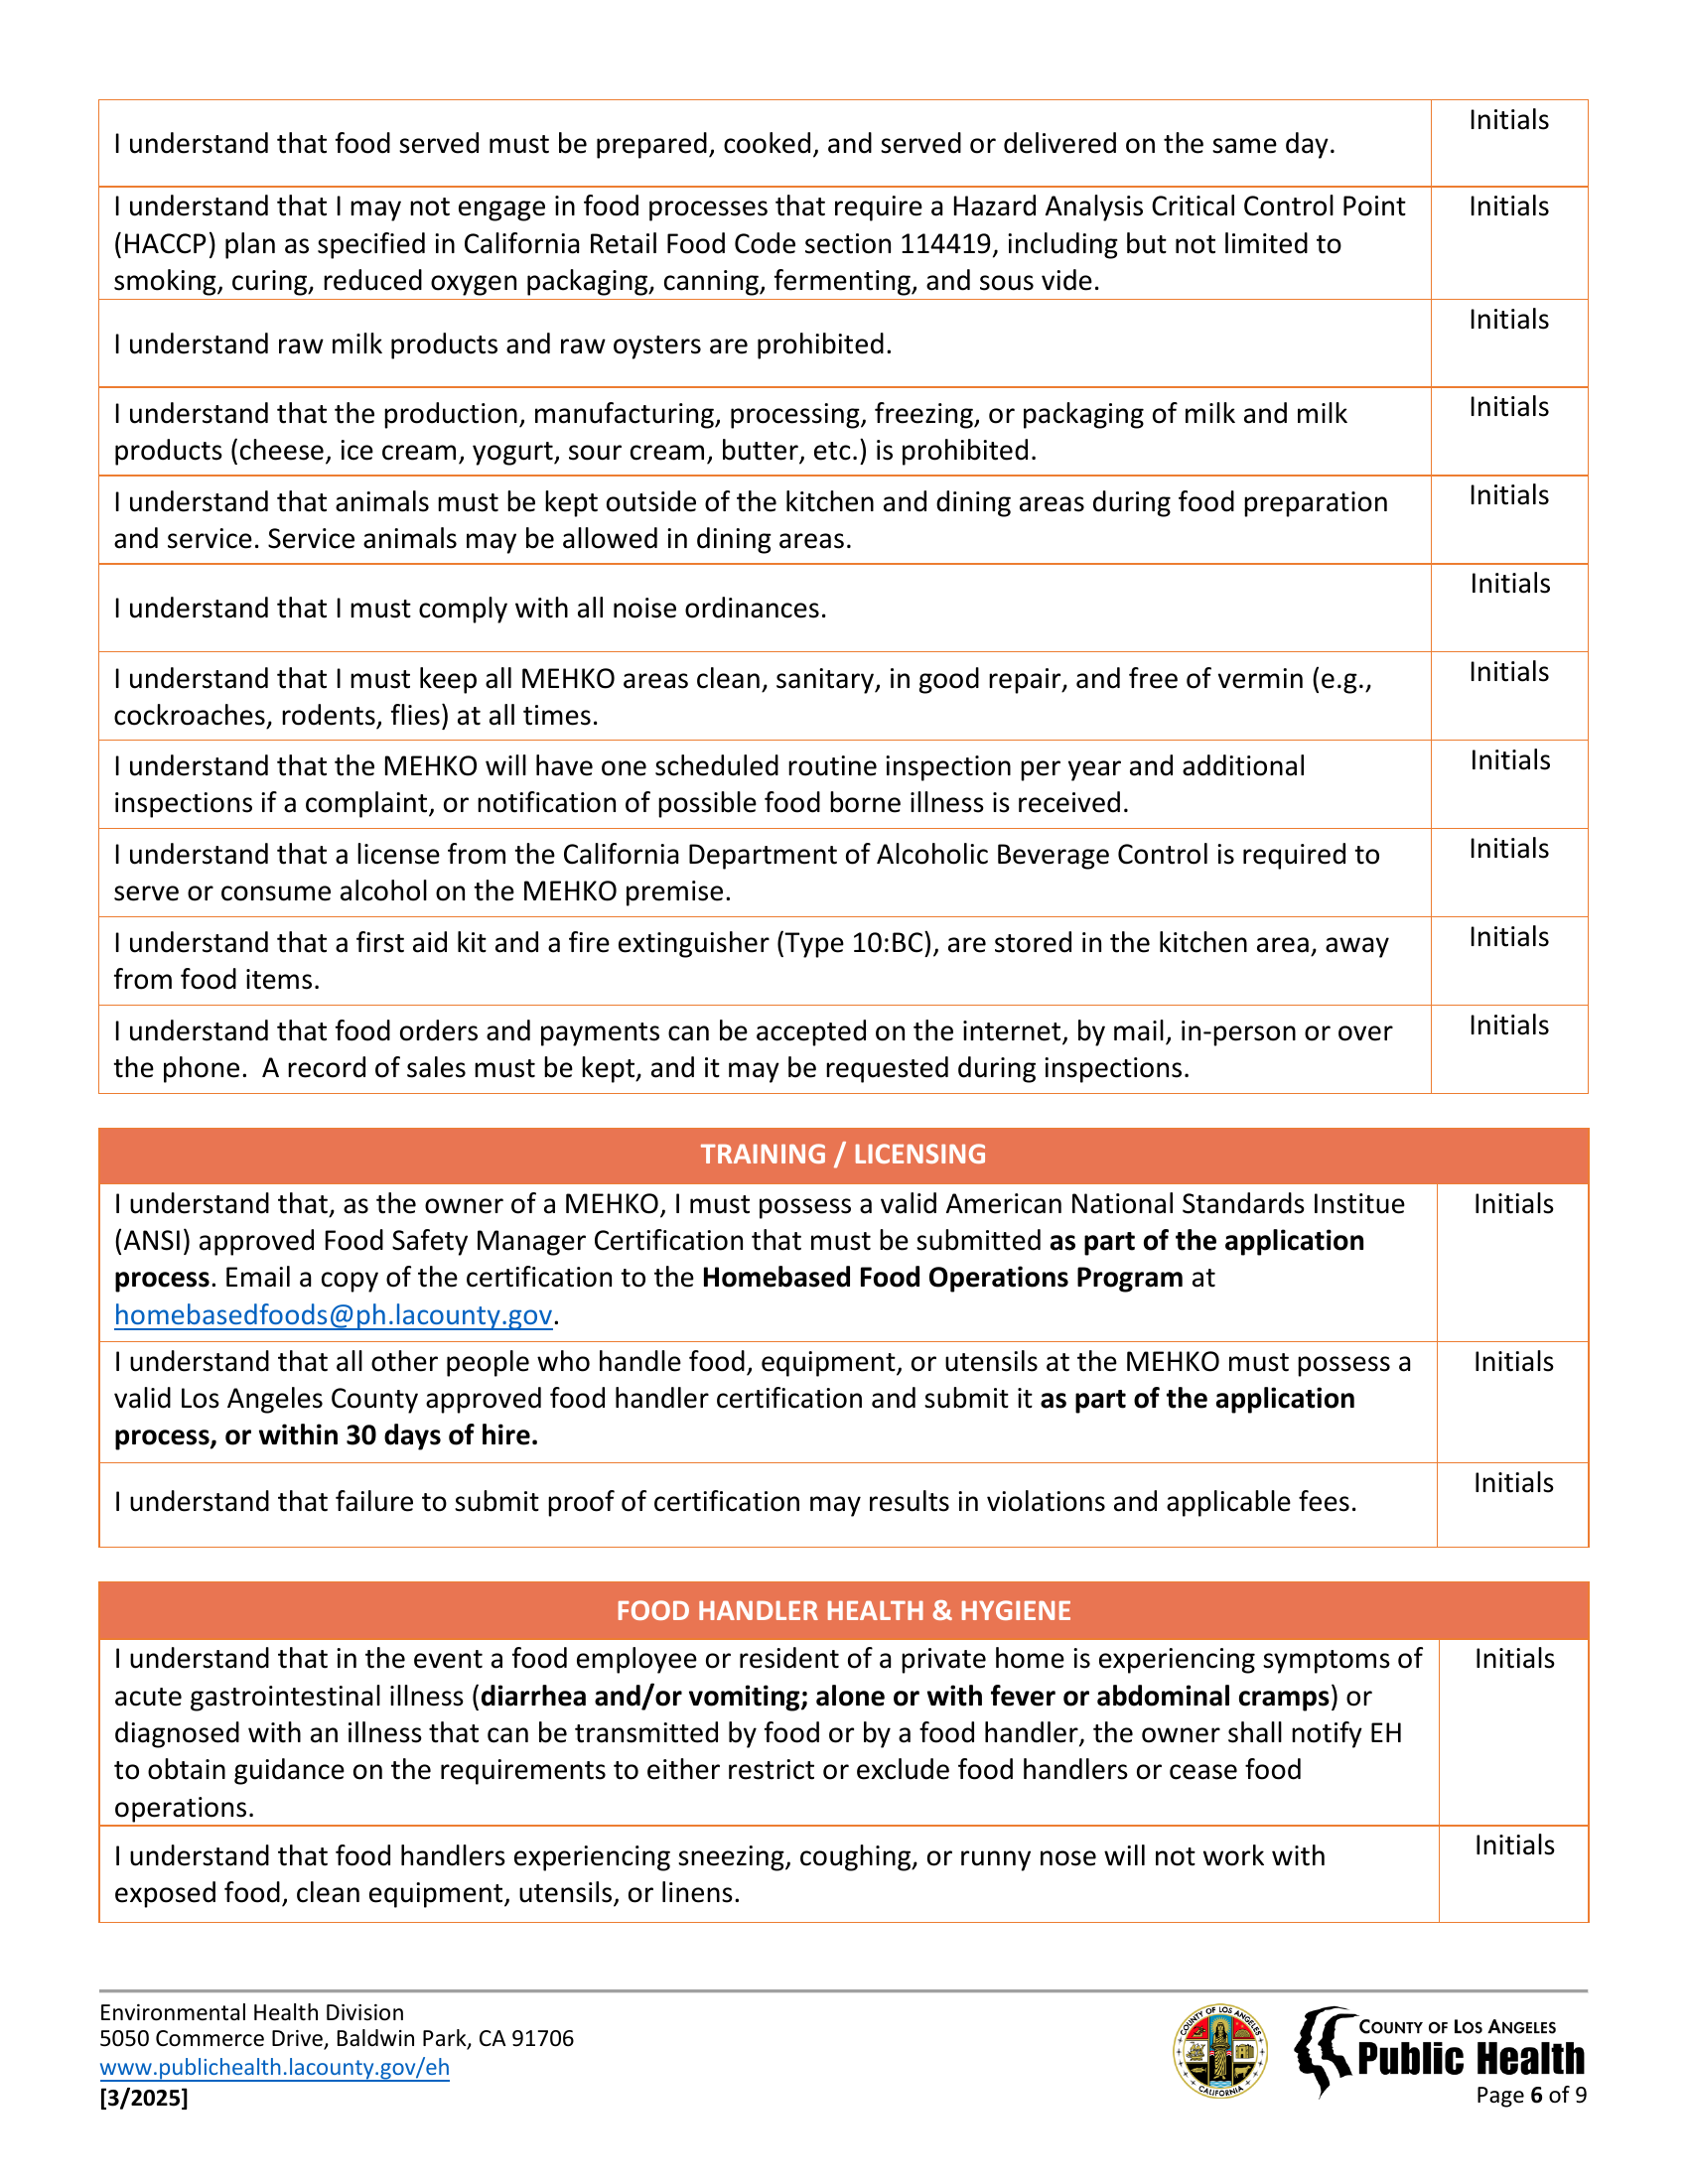 I understand that food served must be prepared, cooked, and served or delivered on the same day.
Initials
I understand that I may not engage in food processes that require a Hazard Analysis Critical Control Point
(HACCP) plan as specified in California Retail Food Code section 114419, including but not limited to
smoking, curing, reduced oxygen packaging, canning, fermenting, and sous vide.
Initials
I understand raw milk products and raw oysters are prohibited.
Initials
I understand that the production, manufacturing, processing, freezing, or packaging of milk and milk
products (cheese, ice cream, yogurt, sour cream, butter, etc.) is prohibited.
Initials
I understand that animals must be kept outside of the kitchen and dining areas during food preparation
and service. Service animals may be allowed in dining areas.
Initials
I understand that I must comply with all noise ordinances.
Initials
I understand that I must keep all MEHKO areas clean, sanitary, in good repair, and free of vermin (e.g.,
cockroaches, rodents, flies) at all times.
Initials
I understand that the MEHKO will have one scheduled routine inspection per year and additional
inspections if a complaint, or notification of possible food borne illness is received.
Initials
I understand that a license from the California Department of Alcoholic Beverage Control is required to
serve or consume alcohol on the MEHKO premise.
Initials
I understand that a first aid kit and a fire extinguisher (Type 10:BC), are stored in the kitchen area, away
from food items.
Initials
I understand that food orders and payments can be accepted on the internet, by mail, in-person or over
the phone.  A record of sales must be kept, and it may be requested during inspections.
Initials
TRAINING / LICENSING
I understand that, as the owner of a MEHKO, I must possess a valid American National Standards Institue
(ANSI) approved Food Safety Manager Certification that must be submitted as part of the application
process. Email a copy of the certification to the Homebased Food Operations Program at
homebasedfoods@ph.lacounty.gov.
Initials
I understand that all other people who handle food, equipment, or utensils at the MEHKO must possess a
valid Los Angeles County approved food handler certification and submit it as part of the application
process, or within 30 days of hire.
Initials
I understand that failure to submit proof of certification may results in violations and applicable fees.
Initials
FOOD HANDLER HEALTH & HYGIENE
I understand that in the event a food employee or resident of a private home is experiencing symptoms of
acute gastrointestinal illness (diarrhea and/or vomiting; alone or with fever or abdominal cramps) or
diagnosed with an illness that can be transmitted by food or by a food handler, the owner shall notify EH
to obtain guidance on the requirements to either restrict or exclude food handlers or cease food
operations.
Initials
I understand that food handlers experiencing sneezing, coughing, or runny nose will not work with
exposed food, clean equipment, utensils, or linens.
Initials
Environmental Health Division
5050 Commerce Drive, Baldwin Park, CA 91706
www.publichealth.lacounty.gov/eh
[3/2025]
COUNTY OF LOS ANGELES
CALIFORNIA
COUNTY OF LOS ANGELES
Public Health
Page 6 of 9